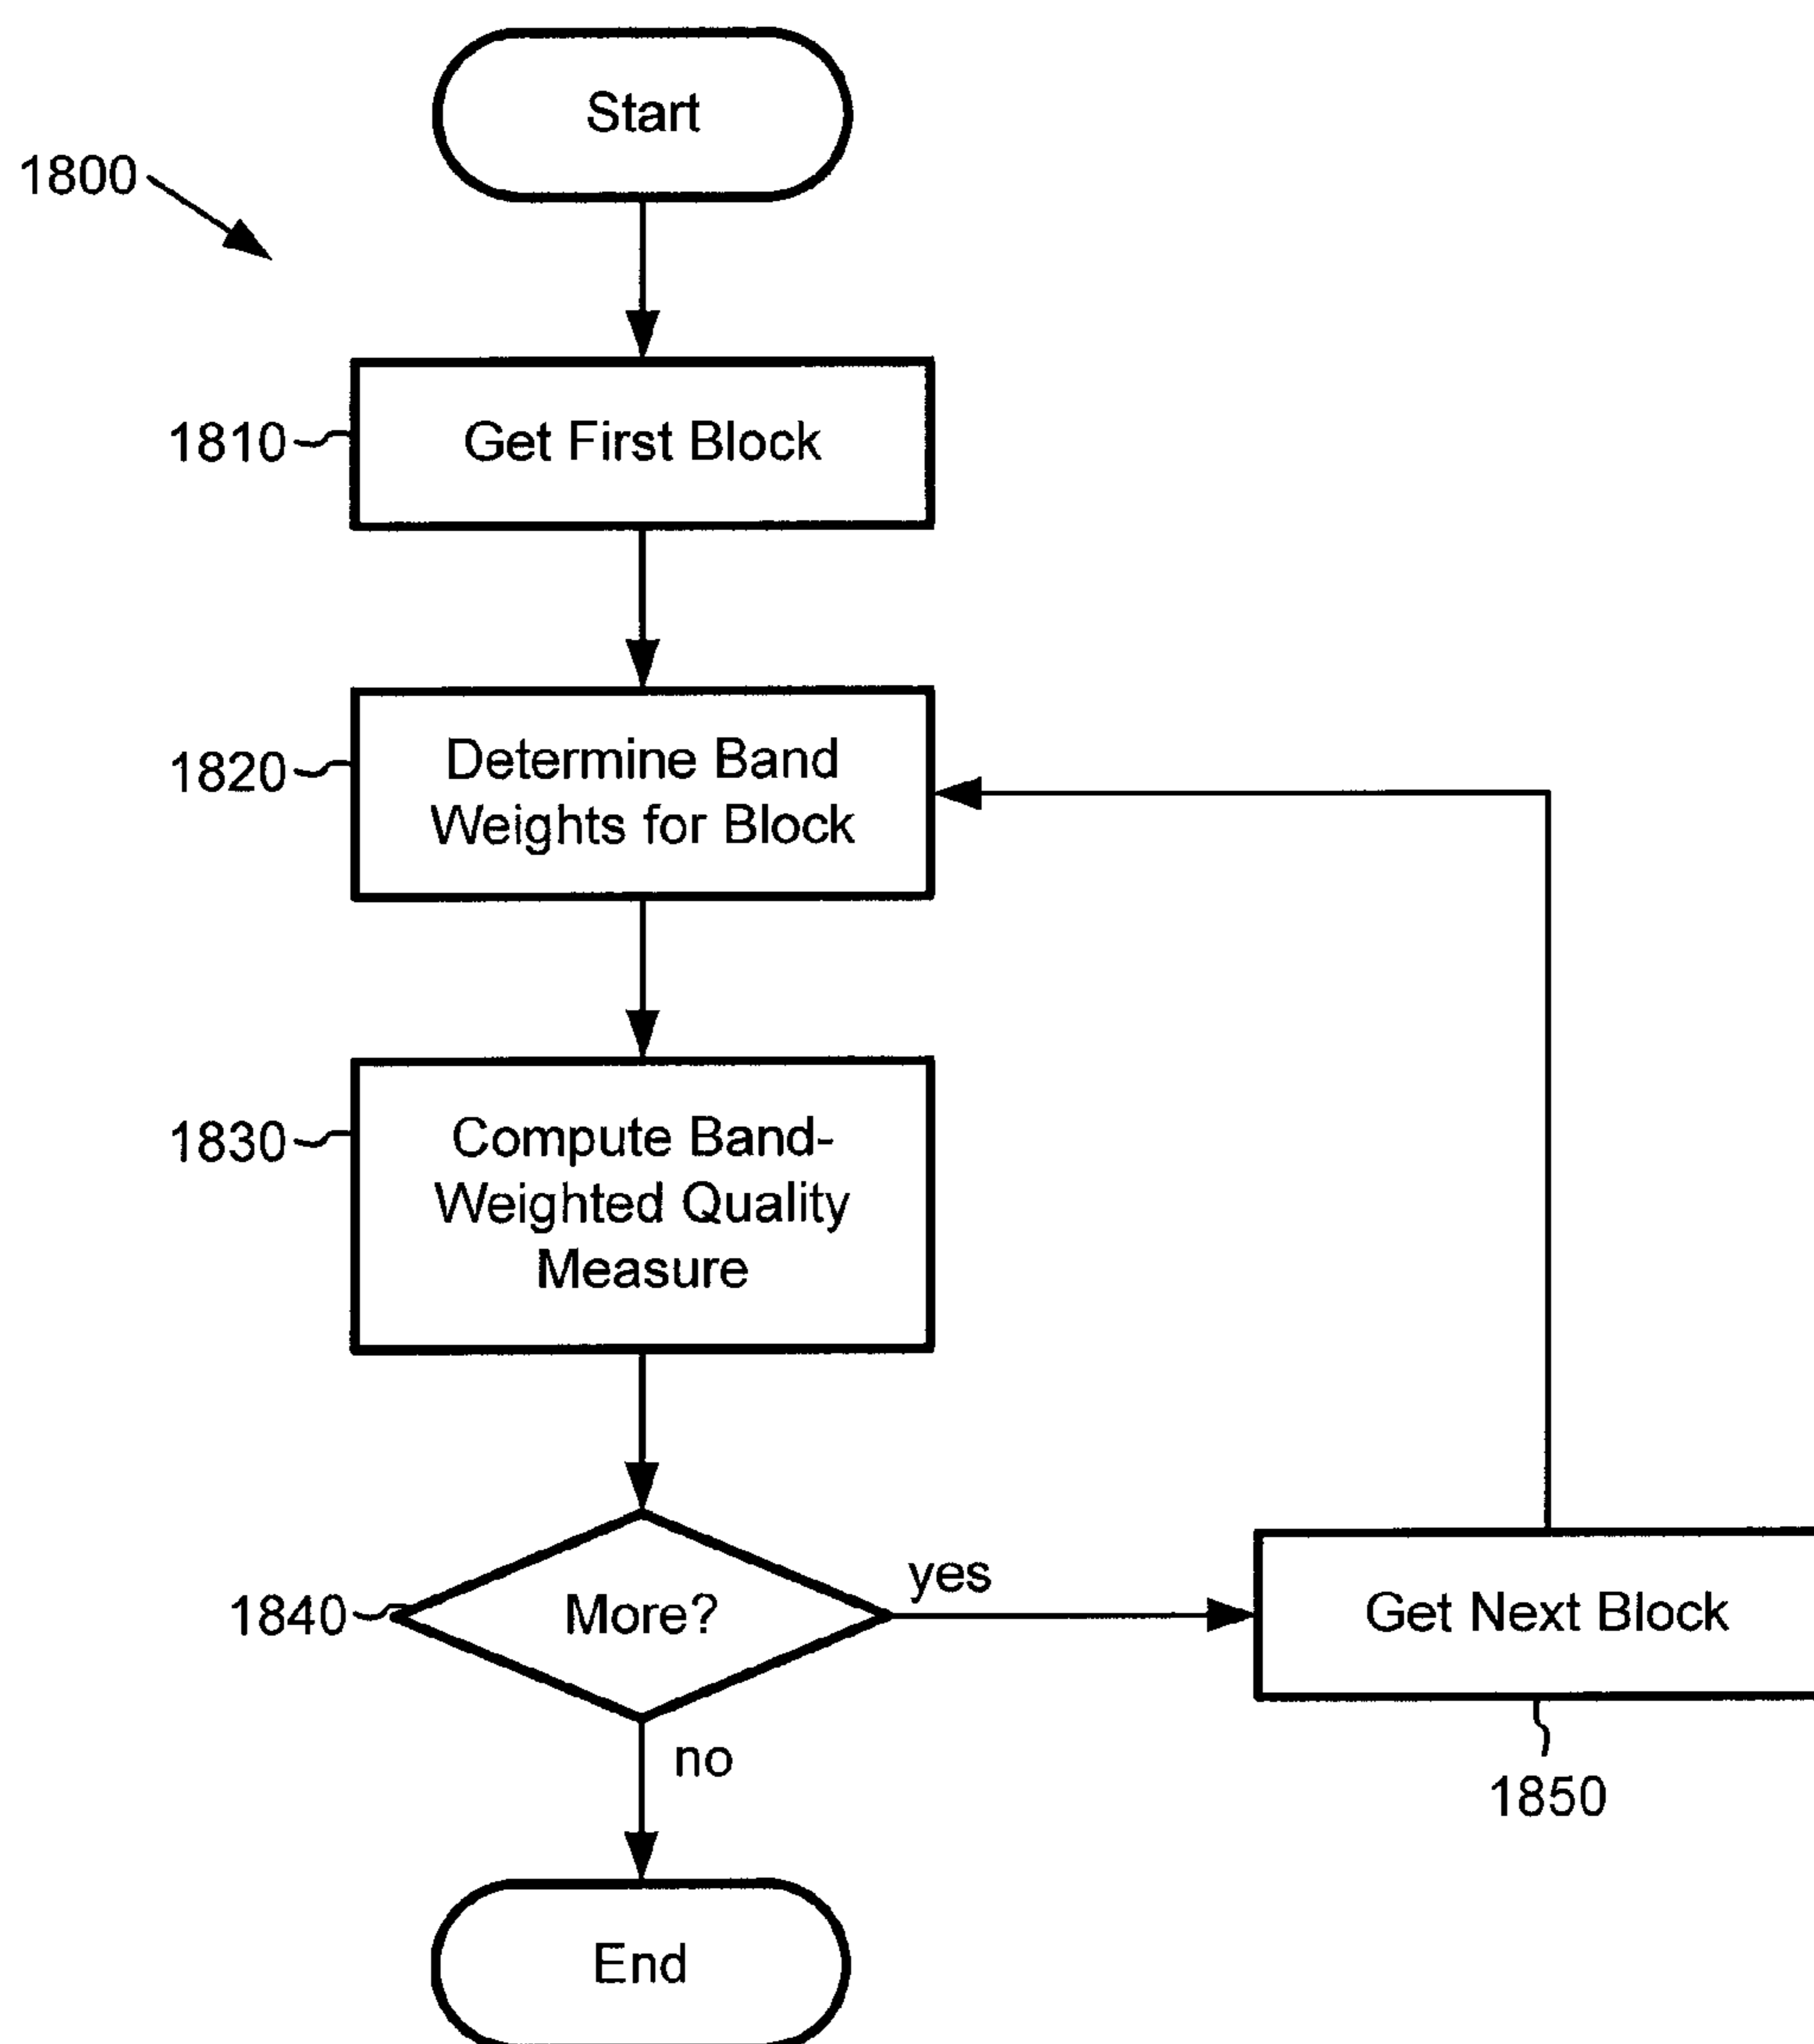 Start
1800
1810
Get First Block
1820
Determine Band
Weights for Block
1830
Compute Band-
Weighted Quality
Measure
1840
More?
yes
Get Next Block
1850
no
End